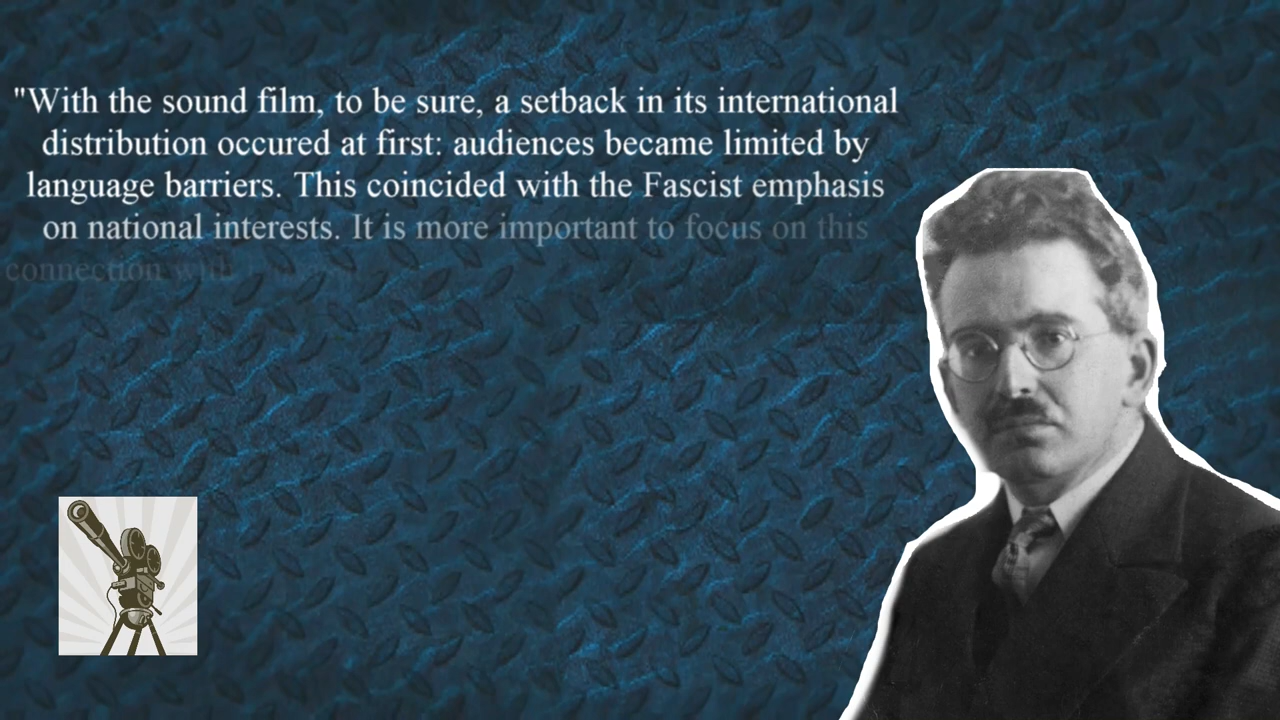 "With the sound film, to be sure, a setback in its international
distribution occured at first: audiences became limited by
language barriers. This coincided with the Fascist emphasis
on national interests. It is more important to focus on this
connection with